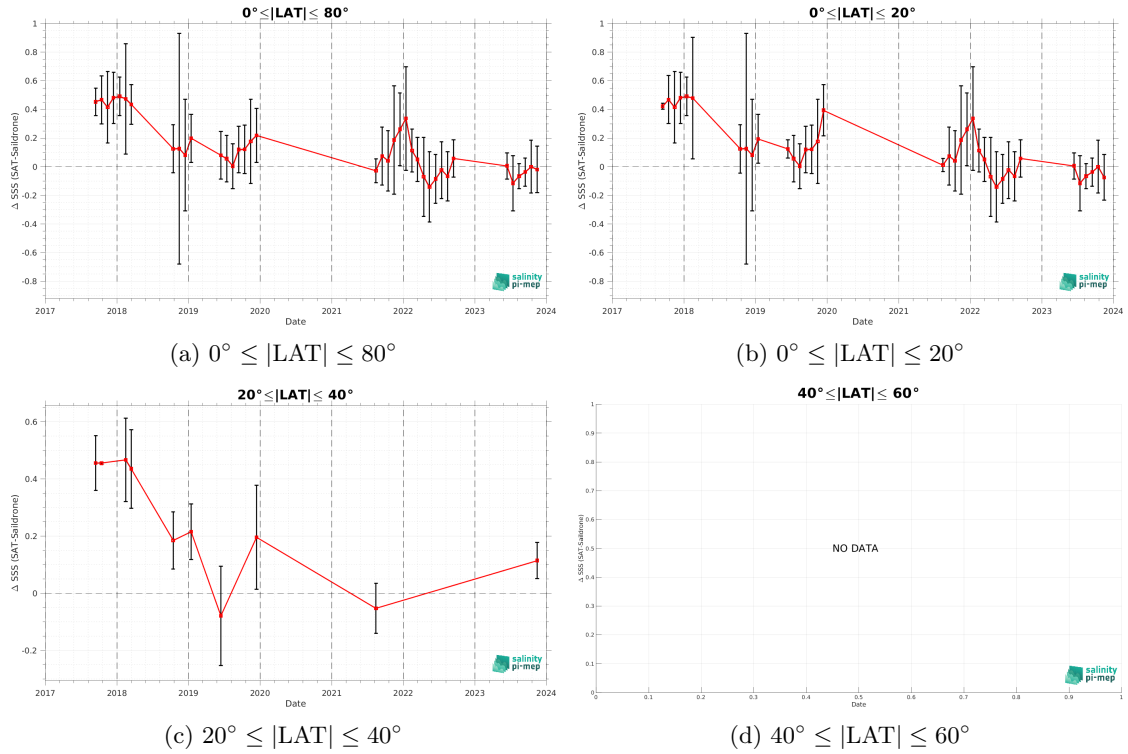 0°≤|LAT|≤ 80°
1
0.8
0.6
0.4
0.2
0
-0.2
-0.4
-0.6
-0.8
Δ SSS (SAT-Saildrone)
2017 2018 2019 2020 2021 2022 2023 2024
Date
salinity
pi-mep
(a) 0° ≤ |LAT| ≤ 80°
0°≤|LAT|≤ 20°
1
0.8
0.6
0.4
0.2
0
-0.2
-0.4
-0.6
-0.8
Δ SSS (SAT-Saildrone)
2017 2018 2019 2020 2021 2022 2023 2024
Date
salinity
pi-mep
(b) 0° ≤ |LAT| ≤ 20°
20°≤|LAT|≤ 40°
0.6
0.4
0.2
0
-0.2
Δ SSS (SAT-Saildrone)
2017 2018 2019 2020 2021 2022 2023 2024
Date
salinity
pi-mep
(c) 20° ≤ |LAT| ≤ 40°
40°≤|LAT|≤ 60°
1
0.9
0.8
0.7
0.6
0.5
0.4
0.3
0.2
0.1
0
Δ SSS (SAT-Saildrone)
NO DATA
0 0.1 0.2 0.3 0.4 0.5 0.6 0.7 0.8 0.9 1
Date
salinity
pi-mep
(d) 40° ≤ |LAT| ≤ 60°